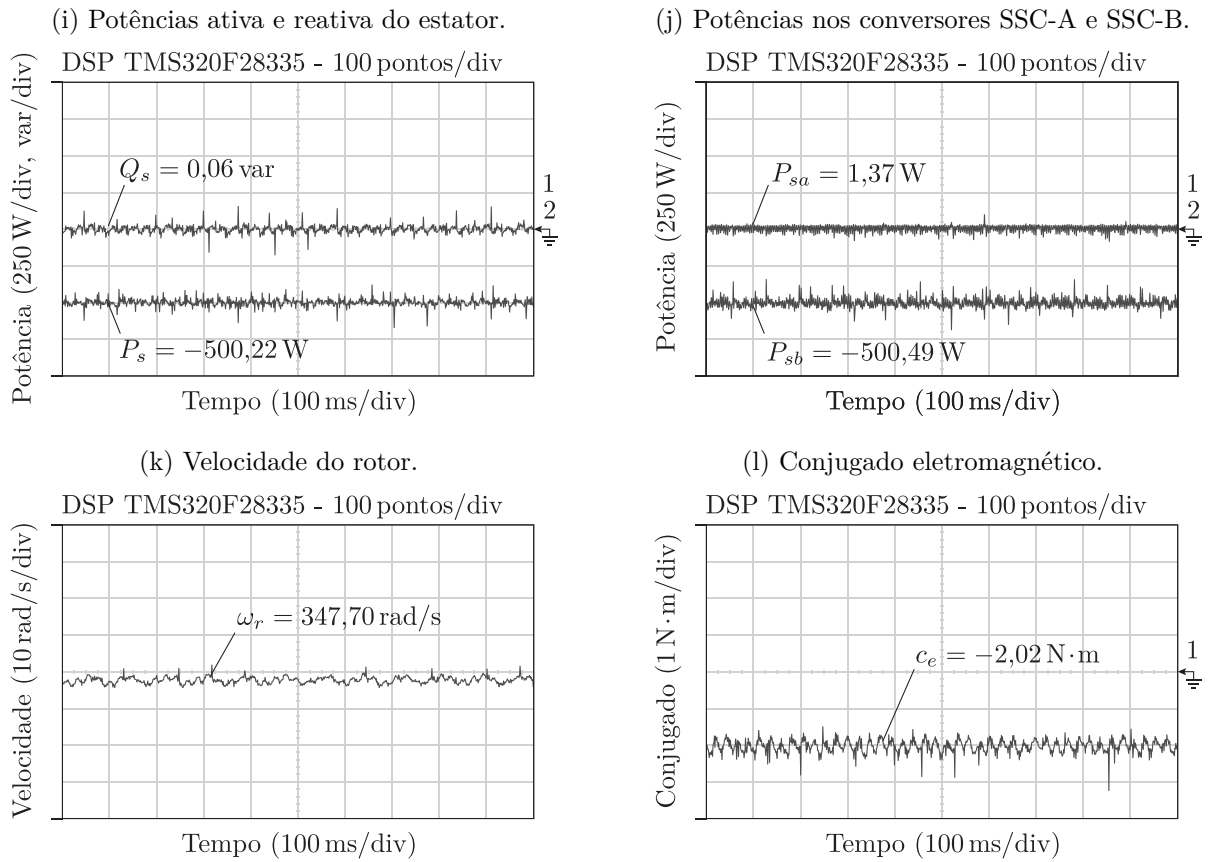 (i) Potências ativa e reativa do estator.
DSP TMS320F28335 - 100 pontos/div
Potência (250 W/div, var/div)
Q_s = 0,06 var
1
2
P_s = −500,22 W
Tempo (100 ms/div)
(j) Potências nos conversores SSC-A e SSC-B.
DSP TMS320F28335 - 100 pontos/div
Potência (250 W/div)
P_sa = 1,37 W
1
2
P_sb = −500,49 W
Tempo (100 ms/div)
(k) Velocidade do rotor.
DSP TMS320F28335 - 100 pontos/div
Velocidade (10 rad/s/div)
ω_r = 347,70 rad/s
Tempo (100 ms/div)
(l) Conjugado eletromagnético.
DSP TMS320F28335 - 100 pontos/div
Conjugado (1 N·m/div)
c_e = −2,02 N·m
1
Tempo (100 ms/div)